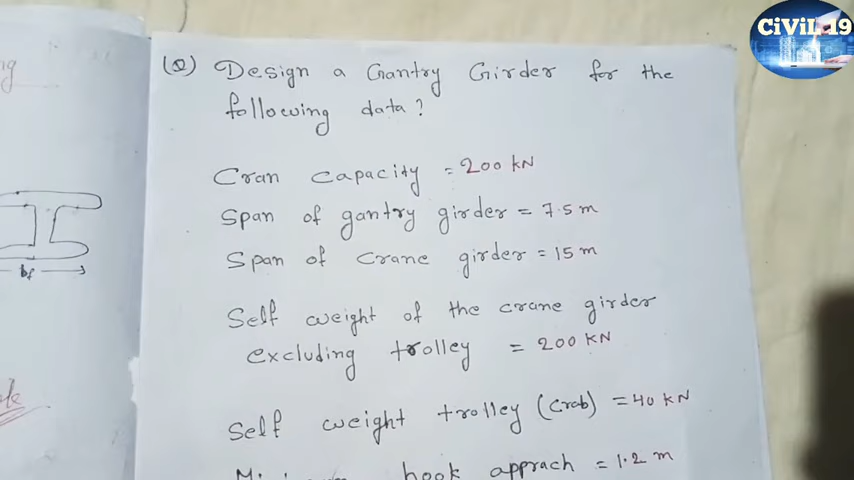 CiViL 19
ng
(Q) Design a Gantry Girder for the
following data?
Cran capacity = 200 kN
Span of gantry girder = 7.5 m
Span of crane girder = 15 m
bf
Self weight of the crane girder
excluding trolley = 200 KN
Self weight trolley (Crab) = 40 KN
hook apprach = 1.2 m